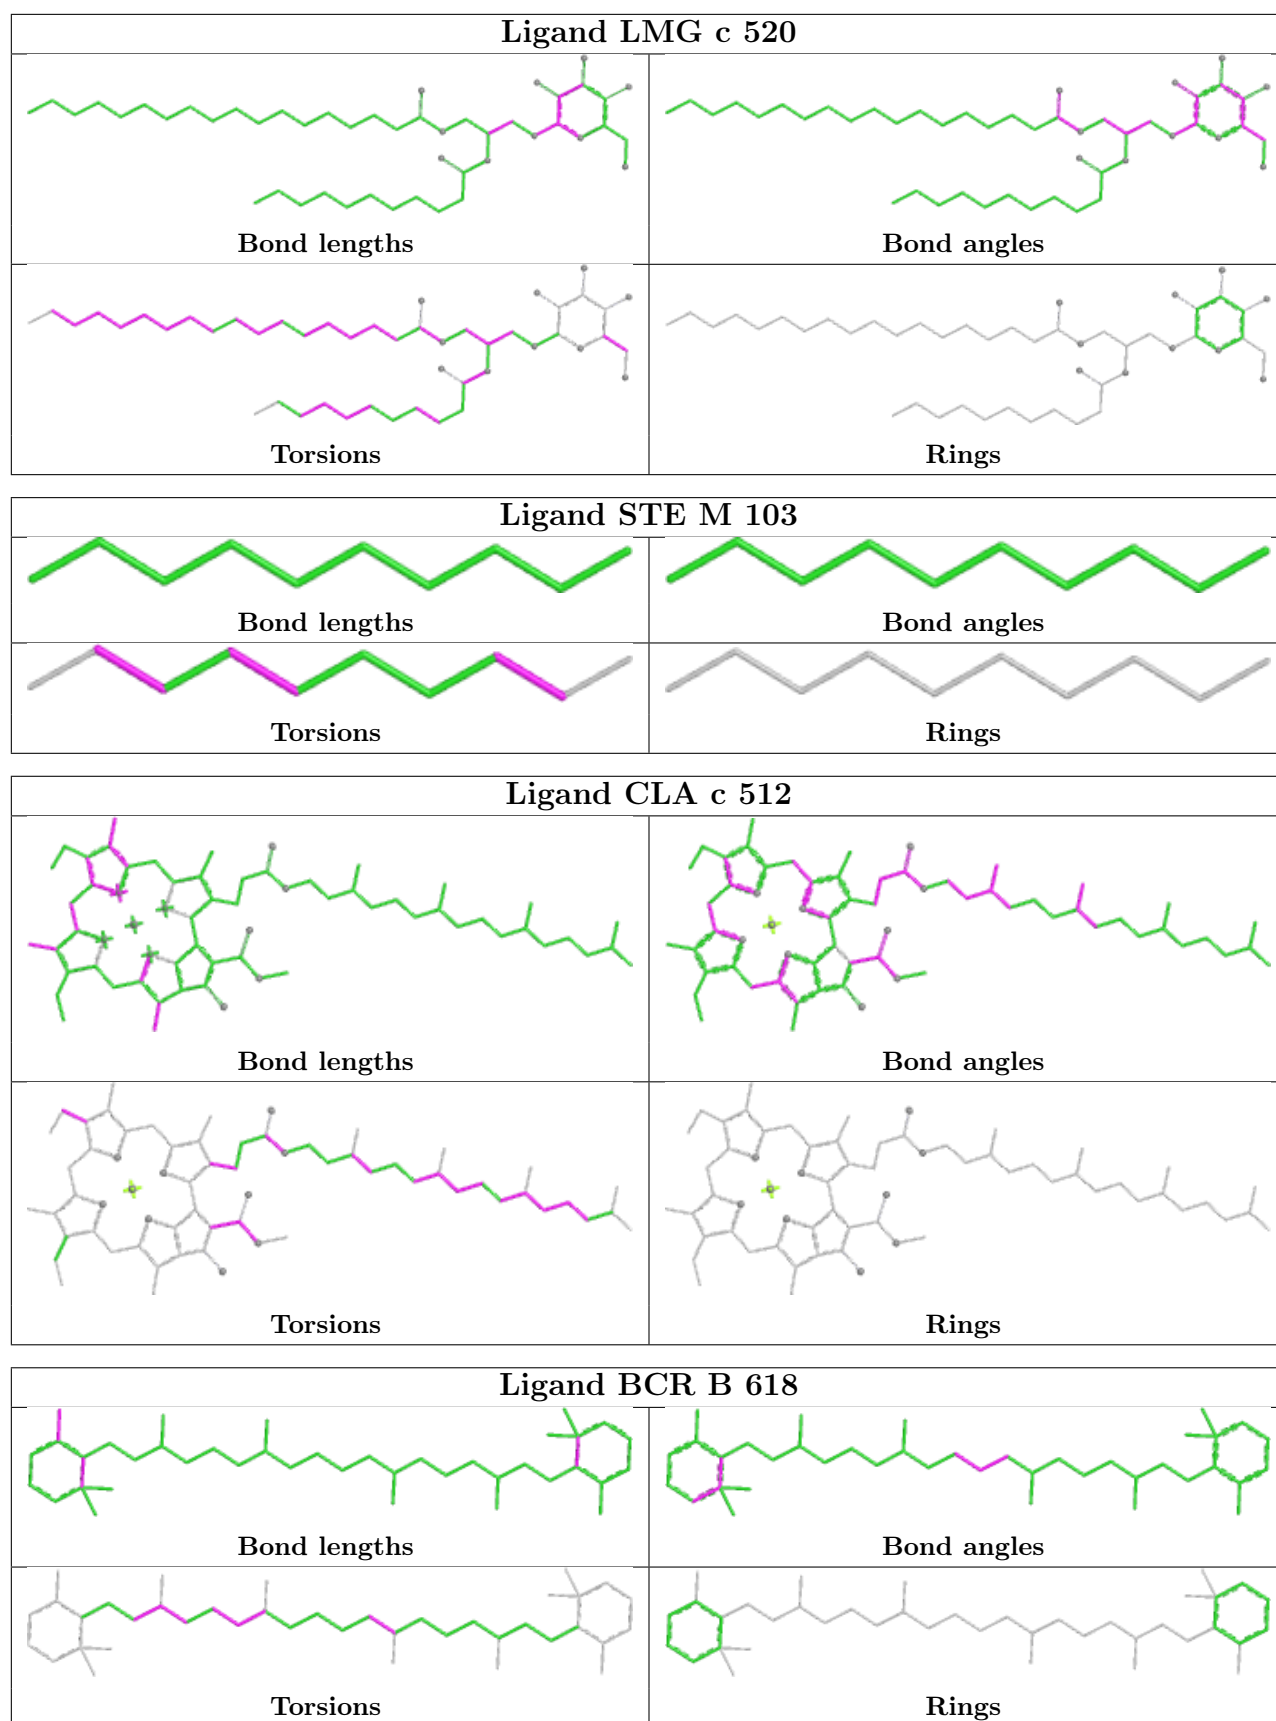 Ligand LMG c 520
Bond lengths
Bond angles
Torsions
Rings
Ligand STE M 103
Bond lengths
Bond angles
Torsions
Rings
Ligand CLA c 512
Bond lengths
Bond angles
Torsions
Rings
Ligand BCR B 618
Bond lengths
Bond angles
Torsions
Rings